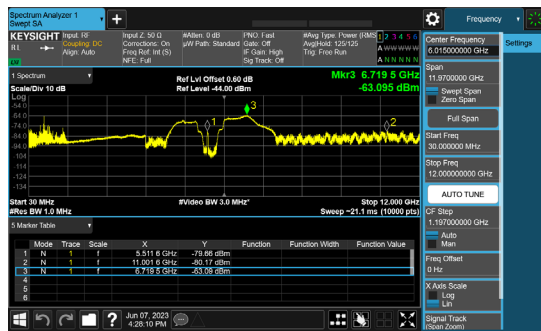 Spectrum Analyzer 1
Swept SA
+
Frequency
KEYSIGHT
Input: RF
Coupling: DC
Align: Auto
Input Z: 50 Ω
Corrections: On
Freq Ref: Int (S)
NFE: Full
#Atten: 0 dB
µW Path: Standard
PNO: Fast
Gate: Off
IF Gain: High
Sig Track: Off
#Avg Type: Power (RMS
Avg|Hold: 125/125
Trig: Free Run
1 2 3 4 5 6
A W W W W W
A N N N N N
1 Spectrum
Scale/Div 10 dB
Ref Lvl Offset 0.60 dB
Ref Level -44.00 dBm
Mkr3 6.719 5 GHz
-63.095 dBm
Log
-54.0
-64.0
-74.0
-84.0
-94.0
-104
-114
-124
-134
1
2
3
Start 30 MHz
#Res BW 1.0 MHz
#Video BW 3.0 MHz*
Stop 12.000 GHz
Sweep ~21.1 ms (10000 pts)
5 Marker Table
Mode Trace Scale X Y Function Function Width Function Value
1 N 1 f 5.511 6 GHz -79.66 dBm
2 N 1 f 11.001 6 GHz -80.17 dBm
3 N 1 f 6.719 5 GHz -63.09 dBm
4
5
6
Jun 07, 2023
4:28:10 PM
?
Settings
Center Frequency
6.015000000 GHz
Span
11.9700000 GHz
Swept Span
Zero Span
Full Span
Start Freq
30.000000 MHz
Stop Freq
12.000000000 GHz
AUTO TUNE
CF Step
1.197000000 GHz
Auto
Man
Freq Offset
0 Hz
X Axis Scale
Log
Lin
Signal Track
(Span Zoom)